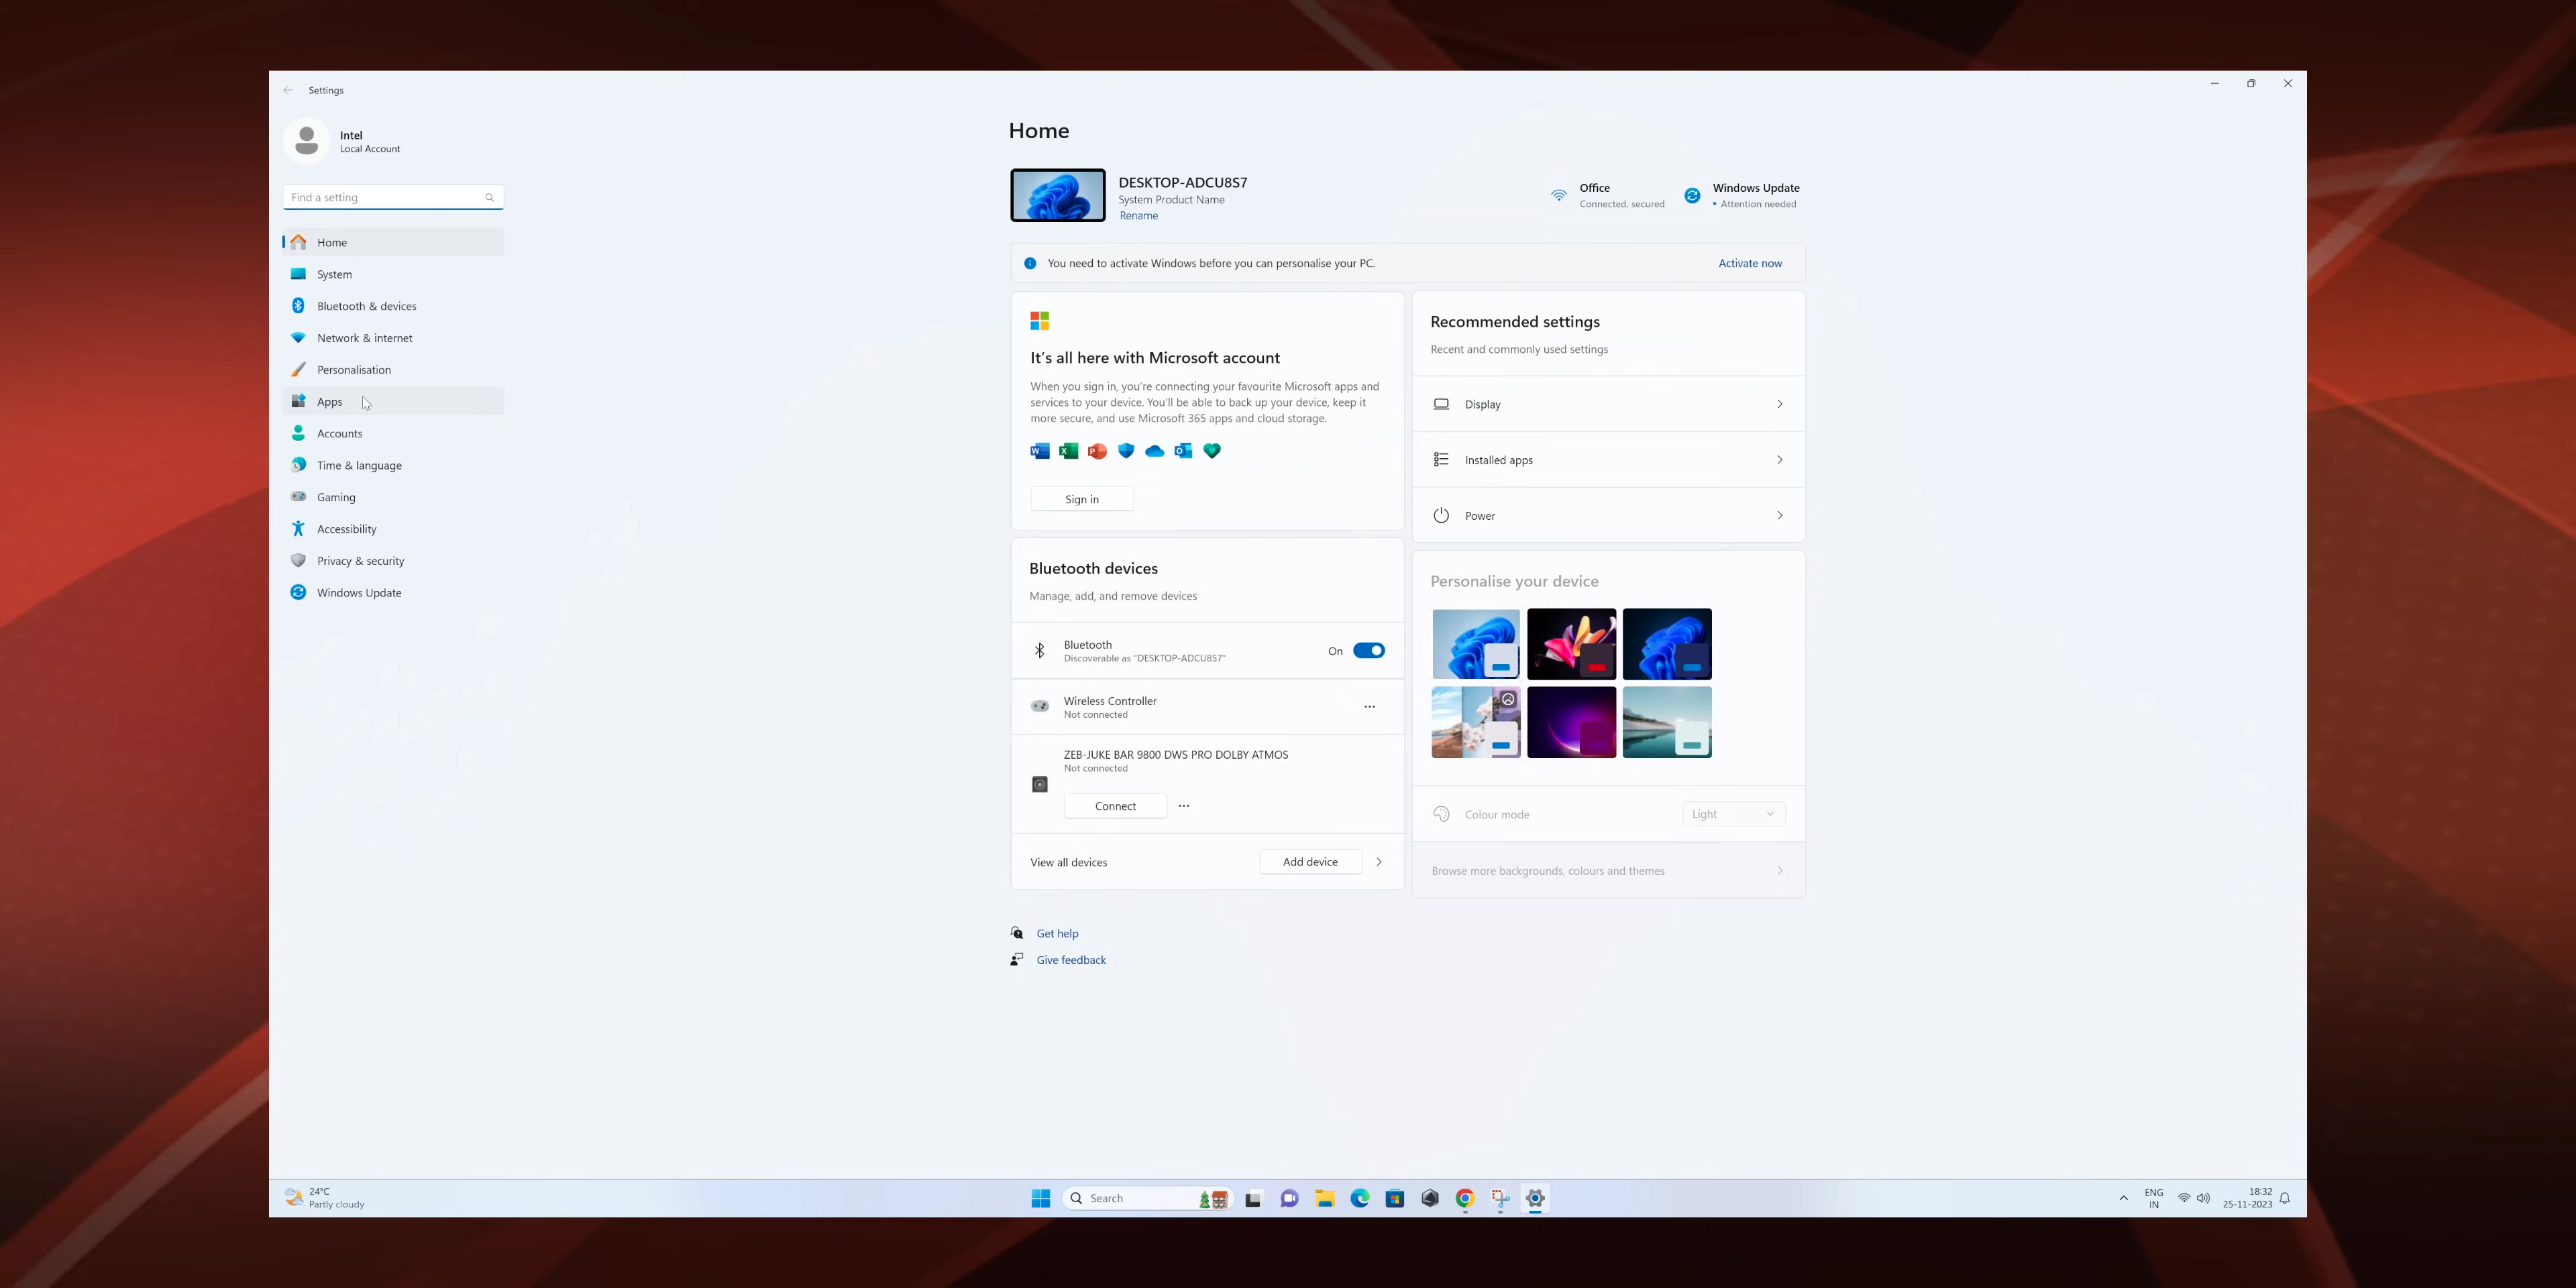 Settings
Intel
Local Account
Find a setting
Home
System
Bluetooth & devices
Network & internet
Personalisation
Apps
Accounts
Time & language
Gaming
Accessibility
Privacy & security
Windows Update
Home
DESKTOP-ADCU8S7
System Product Name
Rename
Office
Connected, secured
Windows Update
• Attention needed
You need to activate Windows before you can personalise your PC.
Activate now
It's all here with Microsoft account
When you sign in, you're connecting your favourite Microsoft apps and
services to your device. You'll be able to back up your device, keep it
more secure, and use Microsoft 365 apps and cloud storage.
Sign in
Bluetooth devices
Manage, add, and remove devices
Bluetooth
Discoverable as "DESKTOP-ADCU8S7"
On
Wireless Controller
Not connected
ZEB-JUKE BAR 9800 DWS PRO DOLBY ATMOS
Not connected
Connect
View all devices
Add device
Recommended settings
Recent and commonly used settings
Display
Installed apps
Power
Personalise your device
Colour mode
Light
Browse more backgrounds, colours and themes
Get help
Give feedback
24°C
Partly cloudy
Search
ENG
IN
18:32
25-11-2023